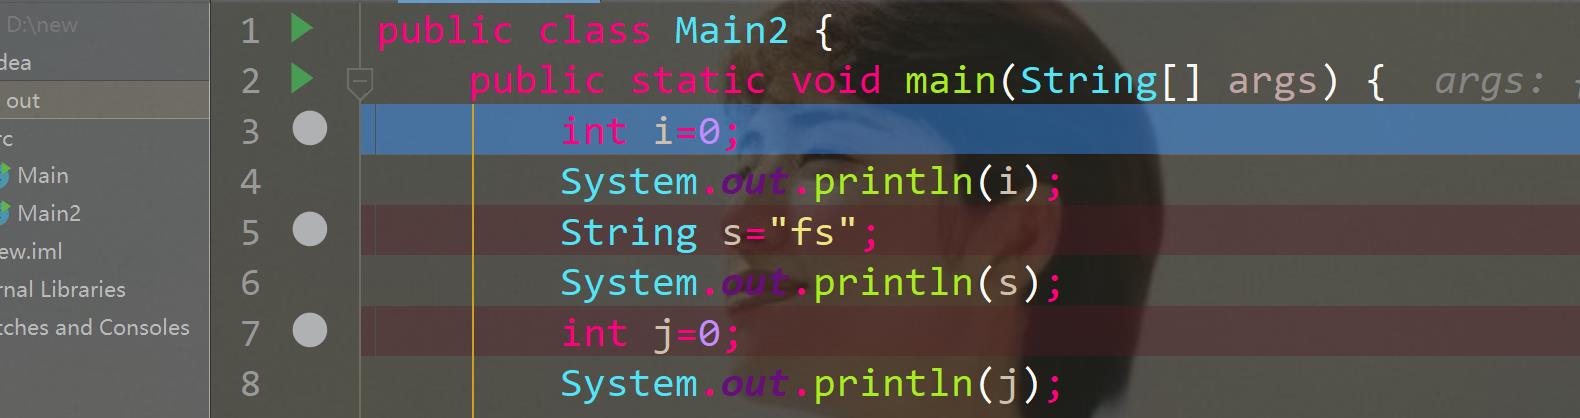 D:\new
dea
out
rc
Main
Main2
ew.iml
rnal Libraries
tches and Consoles
1 public class Main2 {
2 public static void main(String[] args) { args:
3 int i=0;
4 System.out.println(i);
5 String s="fs";
6 System.out.println(s);
7 int j=0;
8 System.out.println(j);